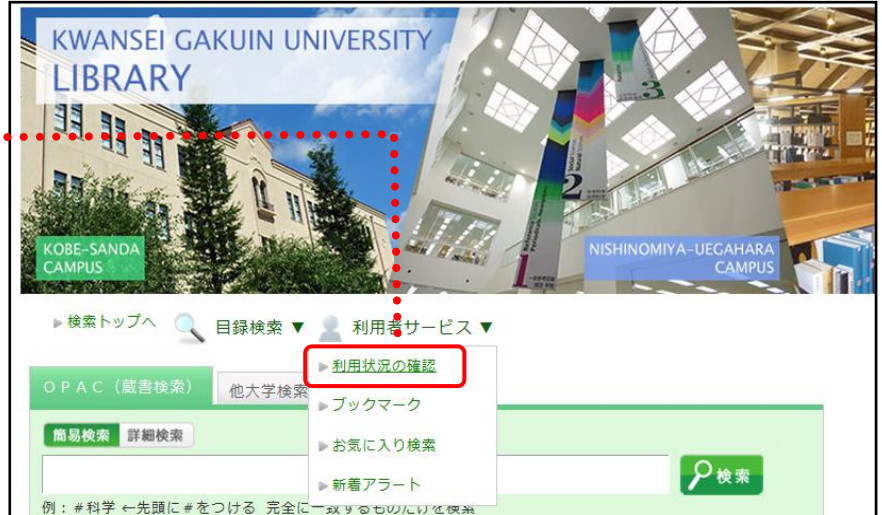 KWANSEI GAKUIN UNIVERSITY
LIBRARY
KOBE-SANDA
CAMPUS
1
2
3
NISHINOMIYA-UEGAHARA
CAMPUS
検索トップへ 目録検索 ▼ 利用者サービス ▼
利用状況の確認
ブックマーク
お気に入り検索
新着アラート
OPAC（蔵書検索） 他大学検索
簡易検索 詳細検索
検索
例：#科学 ←先頭に#をつける 完全に一致するものだけを検索